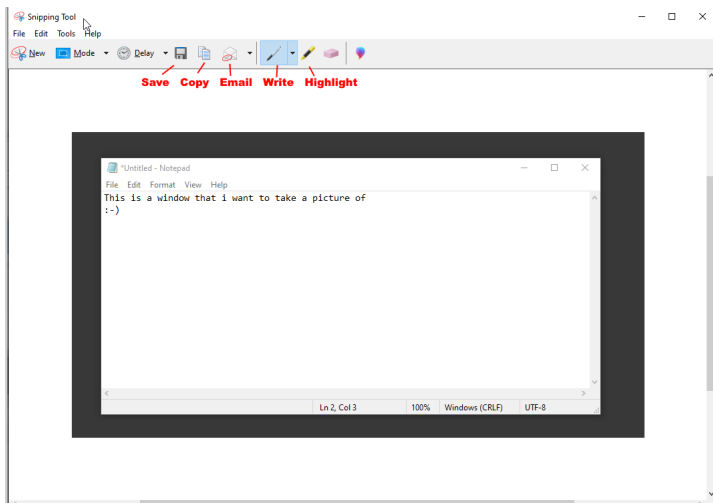 Snipping Tool
File Edit Tools Help
New Mode Delay
Save Copy Email Write Highlight
*Untitled - Notepad
File Edit Format View Help
This is a window that i want to take a picture of
:-)
Ln 2, Col 3 100% Windows (CRLF) UTF-8